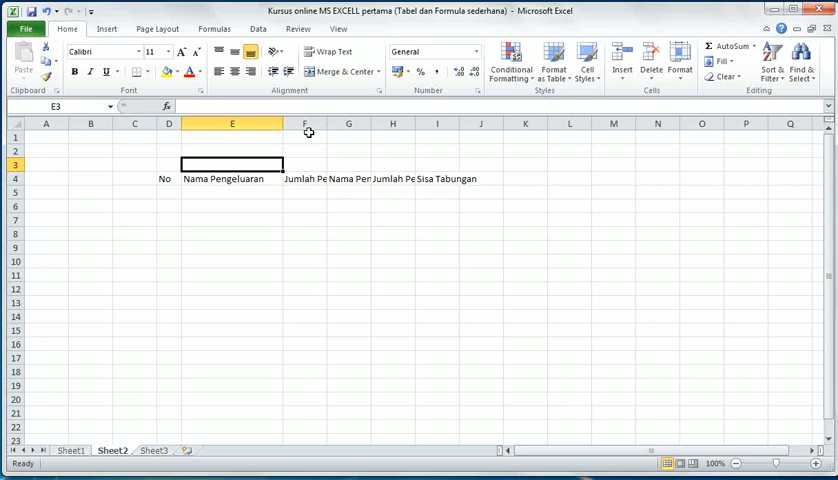 Kursus online MS EXCELL pertama (Tabel dan Formula sederhana) - Microsoft Excel
File Home Insert Page Layout Formulas Data Review View
Calibri 11 Wrap Text General AutoSum
Paste B I U Merge & Center % , Conditional Formatting Format as Table Cell Styles Insert Delete Format Fill Clear Sort & Filter Find & Select
Clipboard Font Alignment Number Styles Cells Editing
E3 fx
A B C D E F G H I J K L M N O P Q
1
2
3
4 No Nama Pengeluaran Jumlah Pe Nama Pen Jumlah Pe Sisa Tabungan
5
6
7
8
9
10
11
12
13
14
15
16
17
18
19
20
21
22
23
Sheet1 Sheet2 Sheet3
Ready 100%